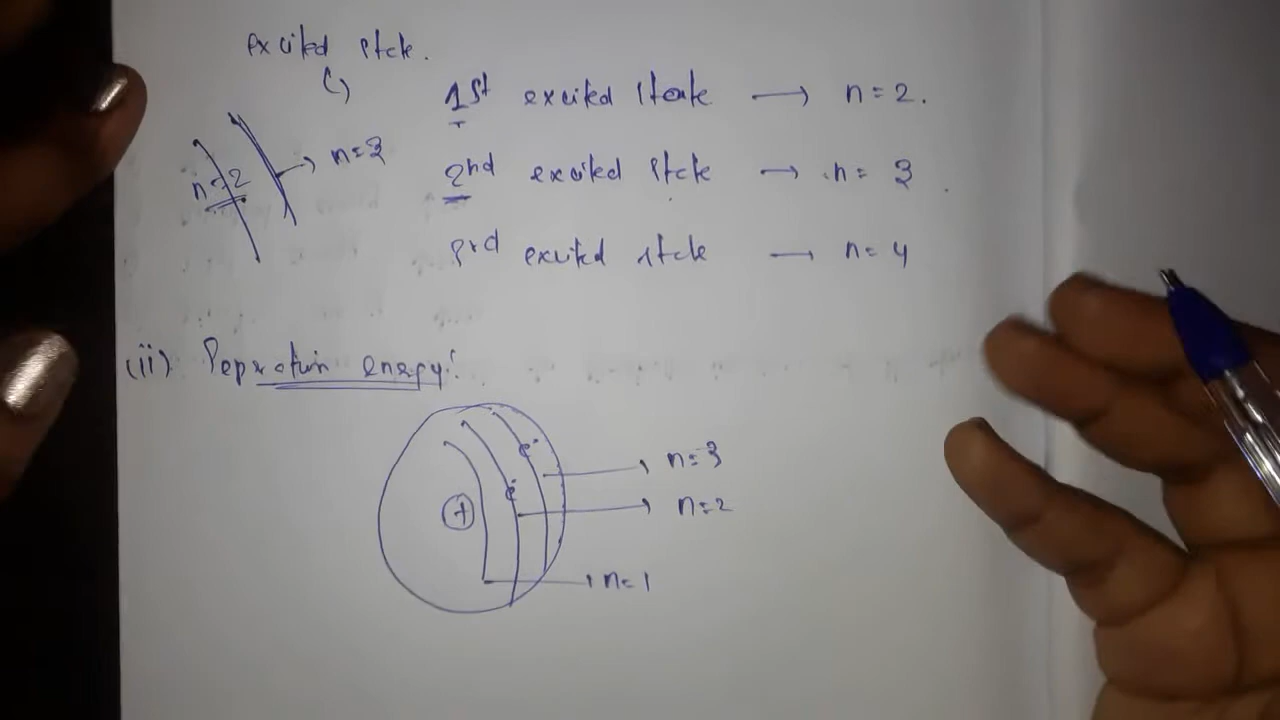 excited state.
1st excited state → n = 2.
n = 2 → n = 3
2nd excited state → n = 3
3rd excited state → n = 4
(ii) Separation energy:
e⁻
→ n = 3
e⁻
+ → n = 2
→ n = 1